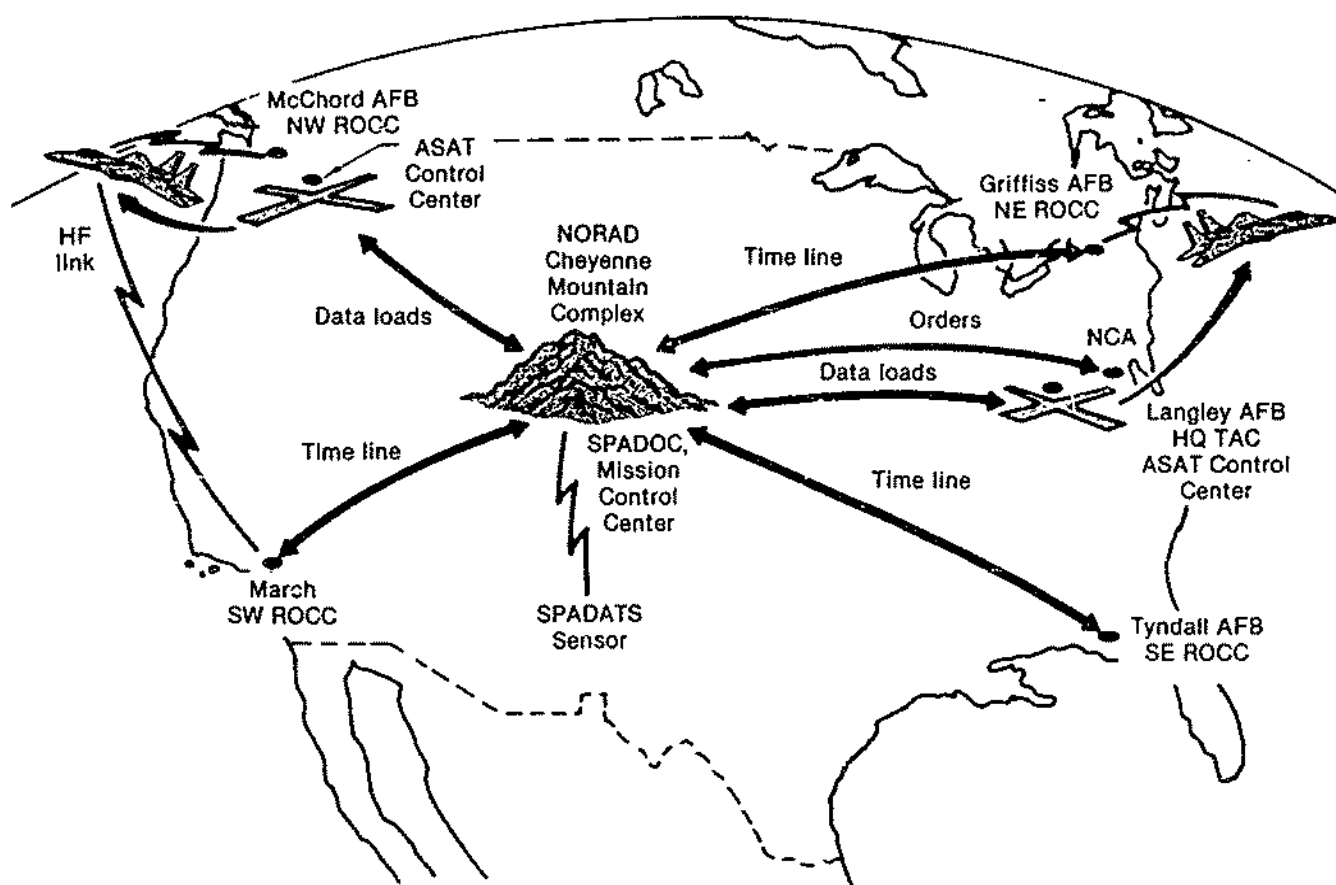 McChord AFB
NW ROCC
ASAT
Control
Center
HF
link
Data loads
NORAD
Cheyenne
Mountain
Complex
Time line
Griffiss AFB
NE ROCC
Orders
NCA
Data loads
Langley AFB
HQ TAC
ASAT Control
Center
Time line
SPADOC,
Mission
Control
Center
Time line
March
SW ROCC
SPADATS
Sensor
Tyndall AFB
SE ROCC